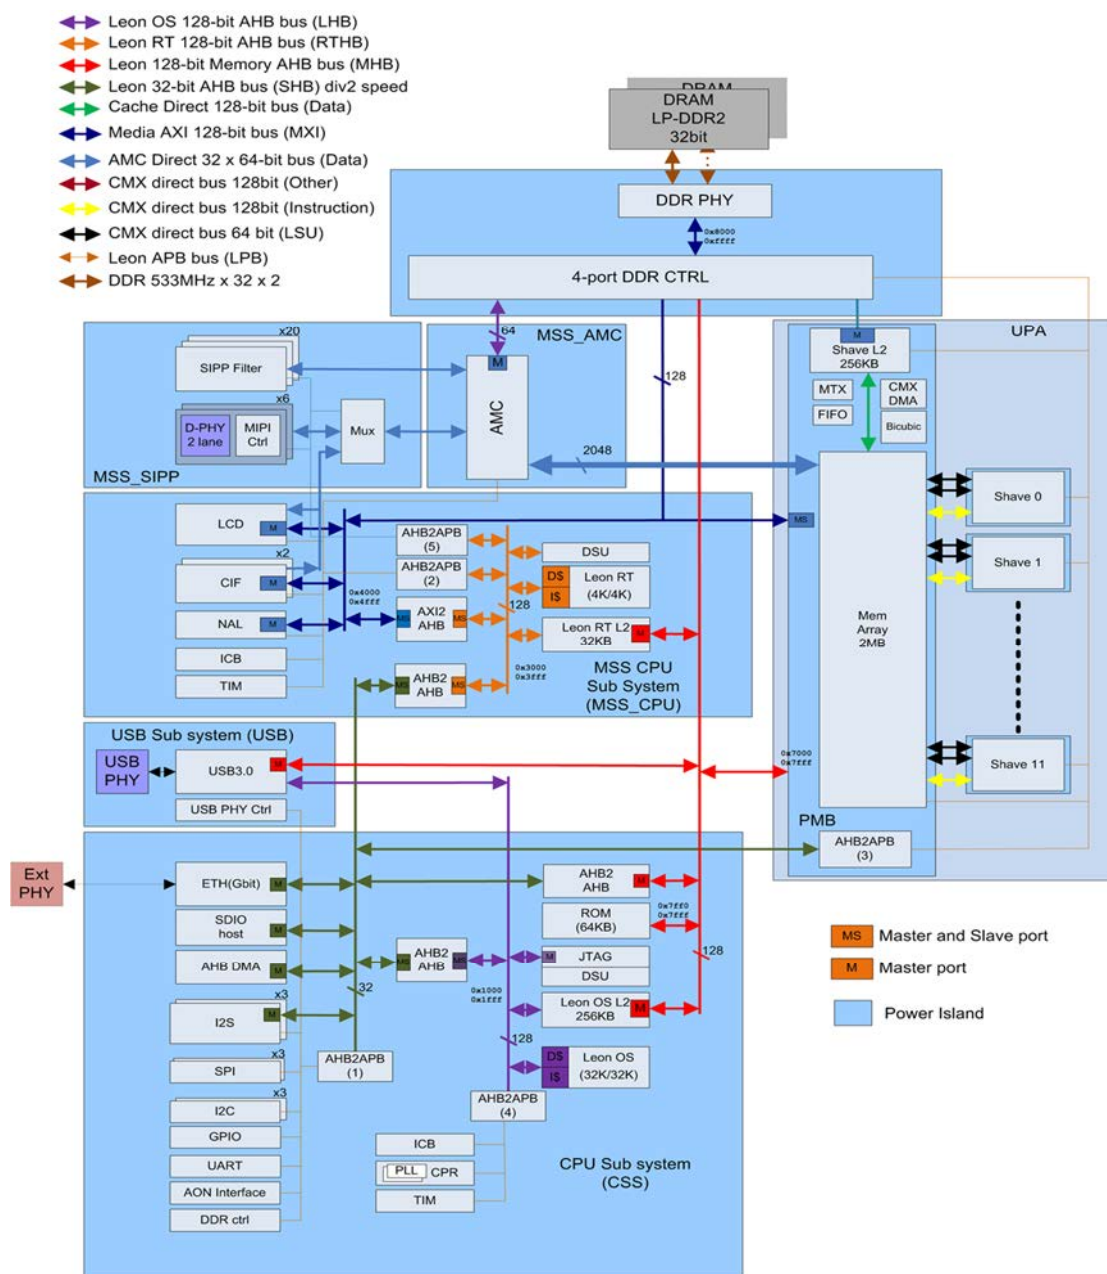 Leon OS 128-bit AHB bus (LHB)
Leon RT 128-bit AHB bus (RTHB)
Leon 128-bit Memory AHB bus (MHB)
Leon 32-bit AHB bus (SHB) div2 speed
Cache Direct 128-bit bus (Data)
Media AXI 128-bit bus (MXI)
AMC Direct 32 x 64-bit bus (Data)
CMX direct bus 128bit (Other)
CMX direct bus 128bit (Instruction)
CMX direct bus 64 bit (LSU)
Leon APB bus (LPB)
DDR 533MHz x 32 x 2
DRAM
DRAM
LP-DDR2
32bit
DDR PHY
0x8000
0xffff
4-port DDR CTRL
x20
SIPP Filter
x6
D-PHY
2 lane
MIPI
Ctrl
Mux
MSS_SIPP
64
MSS_AMC
M
AMC
128
2048
UPA
M
Shave L2
256KB
MTX
FIFO
CMX
DMA
Bicubic
MS
Mem
Array
2MB
Shave 0
Shave 1
Shave 11
0x7000
0x7fff
PMB
AHB2APB
(3)
LCD
M
x2
CIF
M
NAL
M
ICB
TIM
0x4000
0x4fff
AHB2APB
(5)
AHB2APB
(2)
MS
AXI2
AHB
MS
MS
AHB2
AHB
MS
128
0x3000
0x3fff
DSU
D$
I$
Leon RT
(4K/4K)
Leon RT L2
32KB
M
MSS CPU
Sub System
(MSS_CPU)
USB Sub system (USB)
USB
PHY
USB3.0
M
USB PHY Ctrl
Ext
PHY
ETH(Gbit)
M
SDIO
host
M
AHB DMA
M
x3
I2S
M
x3
SPI
x3
I2C
GPIO
UART
AON Interface
DDR ctrl
32
AHB2APB
(1)
MS
AHB2
AHB
MS
0x1000
0x1fff
128
AHB2APB
(4)
ICB
PLL
CPR
TIM
AHB2
AHB
M
ROM
(64KB)
0x7ff0
0x7fff
M
JTAG
DSU
128
Leon OS L2
256KB
M
D$
I$
Leon OS
(32K/32K)
CPU Sub system
(CSS)
MS
Master and Slave port
M
Master port
Power Island